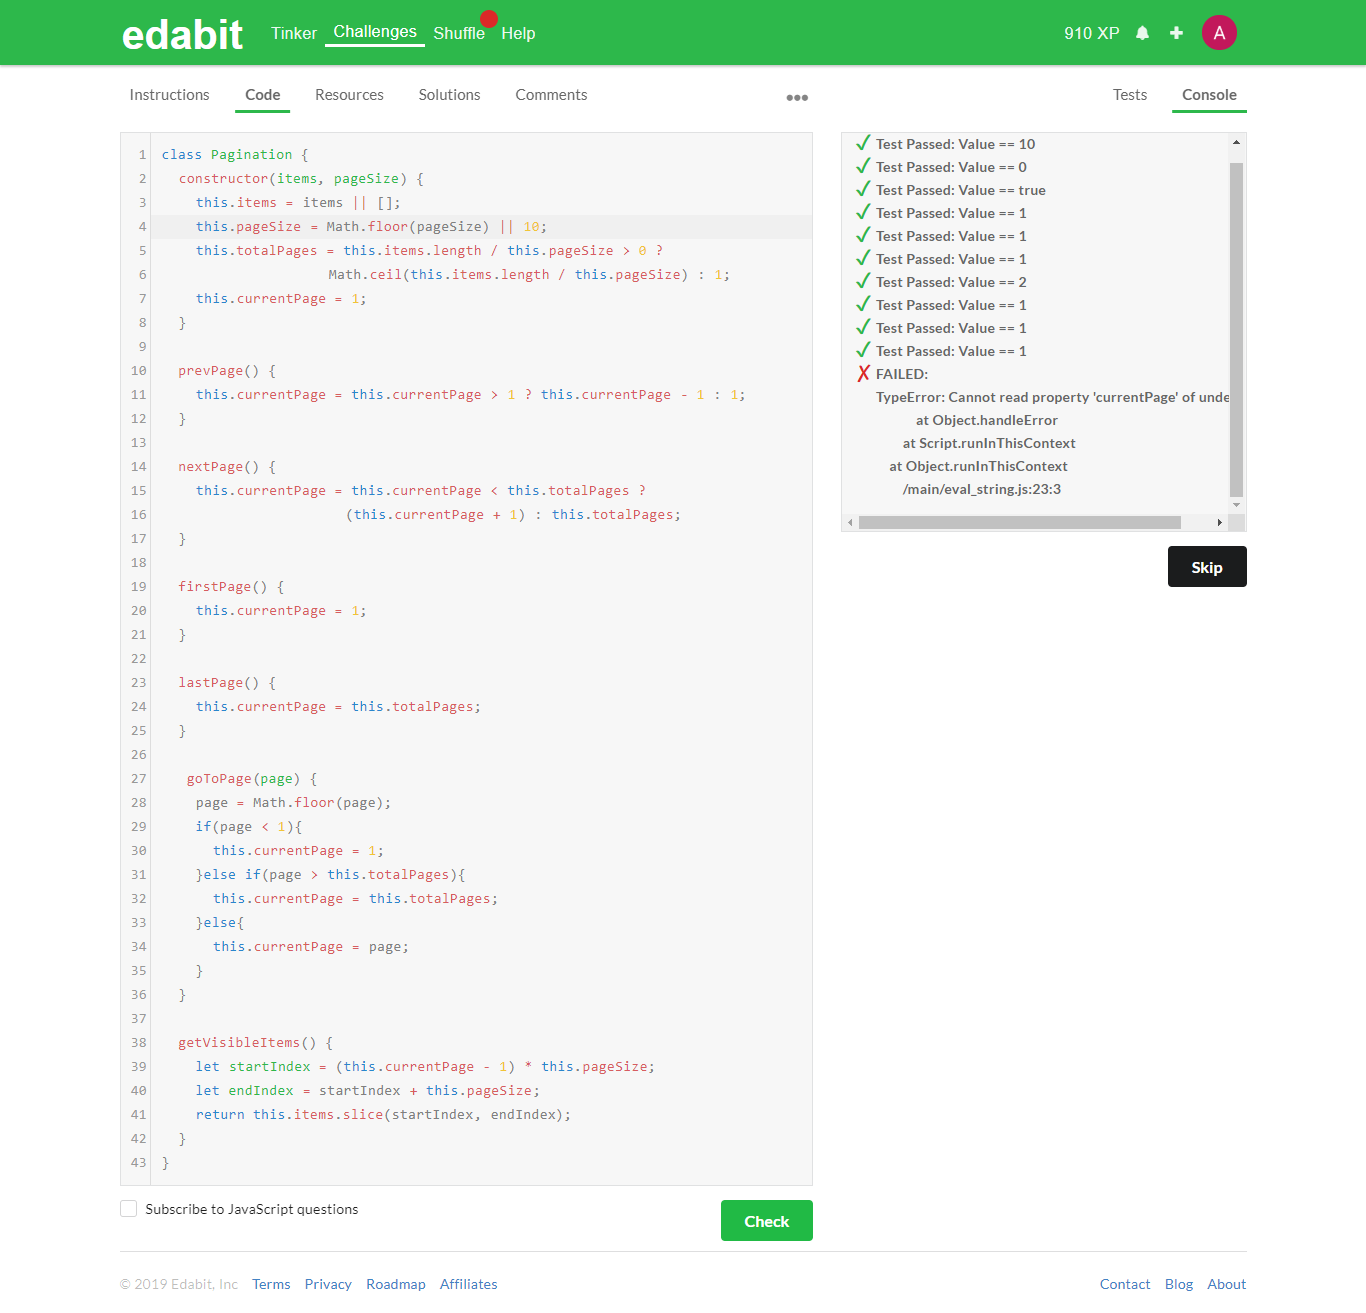 edabit Tinker Challenges Shuffle Help 910 XP A
Instructions Code Resources Solutions Comments Tests Console
1 class Pagination {
2 constructor(items, pageSize) {
3 this.items = items || [];
4 this.pageSize = Math.floor(pageSize) || 10;
5 this.totalPages = this.items.length / this.pageSize > 0 ?
6 Math.ceil(this.items.length / this.pageSize) : 1;
7 this.currentPage = 1;
8 }
9
10 prevPage() {
11 this.currentPage = this.currentPage > 1 ? this.currentPage - 1 : 1;
12 }
13
14 nextPage() {
15 this.currentPage = this.currentPage < this.totalPages ?
16 (this.currentPage + 1) : this.totalPages;
17 }
18
19 firstPage() {
20 this.currentPage = 1;
21 }
22
23 lastPage() {
24 this.currentPage = this.totalPages;
25 }
26
27 goToPage(page) {
28 page = Math.floor(page);
29 if(page < 1){
30 this.currentPage = 1;
31 }else if(page > this.totalPages){
32 this.currentPage = this.totalPages;
33 }else{
34 this.currentPage = page;
35 }
36 }
37
38 getVisibleItems() {
39 let startIndex = (this.currentPage - 1) * this.pageSize;
40 let endIndex = startIndex + this.pageSize;
41 return this.items.slice(startIndex, endIndex);
42 }
43 }
Test Passed: Value == 10
Test Passed: Value == 0
Test Passed: Value == true
Test Passed: Value == 1
Test Passed: Value == 1
Test Passed: Value == 1
Test Passed: Value == 2
Test Passed: Value == 1
Test Passed: Value == 1
Test Passed: Value == 1
FAILED:
TypeError: Cannot read property 'currentPage' of unde
at Object.handleError
at Script.runInThisContext
at Object.runInThisContext
/main/eval_string.js:23:3
Skip
Subscribe to JavaScript questions
Check
© 2019 Edabit, Inc Terms Privacy Roadmap Affiliates Contact Blog About